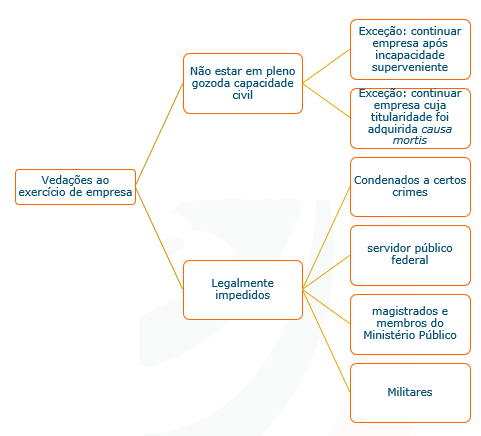 Vedações ao
exercício de empresa
Não estar em pleno
gozoda capacidade
civil
Exceção: continuar
empresa após
incapacidade
superveniente
Exceção: continuar
empresa cuja
titularidade foi
adquirida causa
mortis
Legalmente
impedidos
Condenados a certos
crimes
servidor público
federal
magistrados e
membros do
Ministério Público
Militares